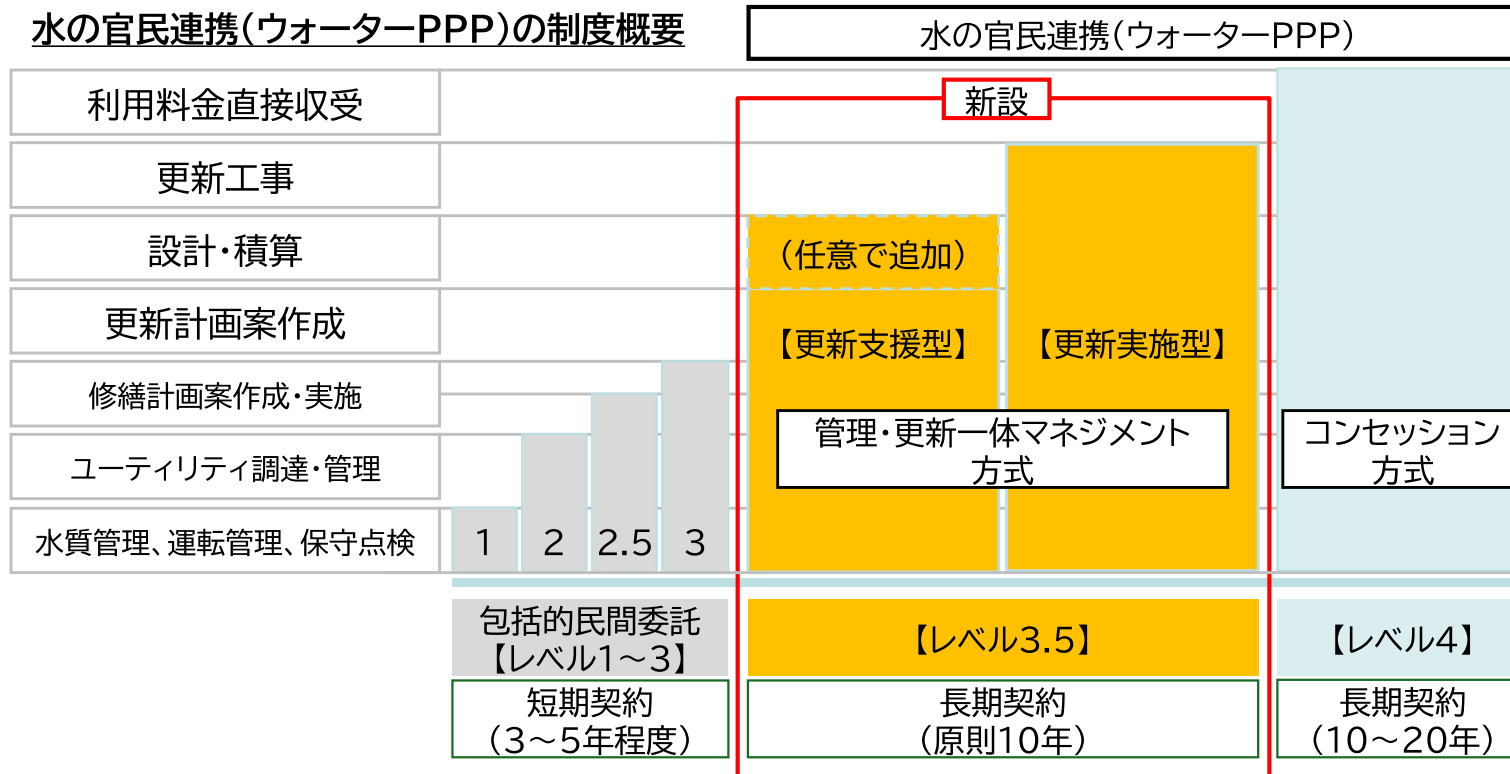 水の官民連携(ウォーターPPP)の制度概要
水の官民連携(ウォーターPPP)
新設
利用料金直接収受
更新工事
設計・積算
更新計画案作成
修繕計画案作成・実施
ユーティリティ調達・管理
水質管理、運転管理、保守点検
1
2
2.5
3
(任意で追加)
【更新支援型】
【更新実施型】
管理・更新一体マネジメント
方式
コンセッション
方式
包括的民間委託
【レベル1～3】
【レベル3.5】
【レベル4】
短期契約
(3～5年程度)
長期契約
(原則10年)
長期契約
(10～20年)